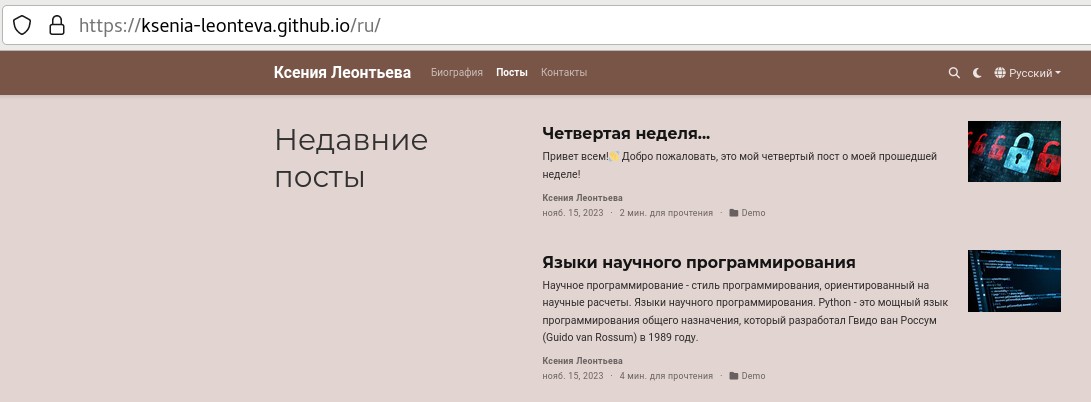 https://ksenia-leonteva.github.io/ru/
Ксения Леонтьева Биография Посты Контакты Русский
Недавние
посты
Четвертая неделя...
Привет всем!👋 Добро пожаловать, это мой четвертый пост о моей прошедшей
неделе!
Ксения Леонтьева
нояб. 15, 2023 · 2 мин. для прочтения · Demo
Языки научного программирования
Научное программирование - стиль программирования, ориентированный на
научные расчеты. Языки научного программирования. Python - это мощный язык
программирования общего назначения, который разработал Гвидо ван Россум
(Guido van Rossum) в 1989 году.
Ксения Леонтьева
нояб. 15, 2023 · 4 мин. для прочтения · Demo